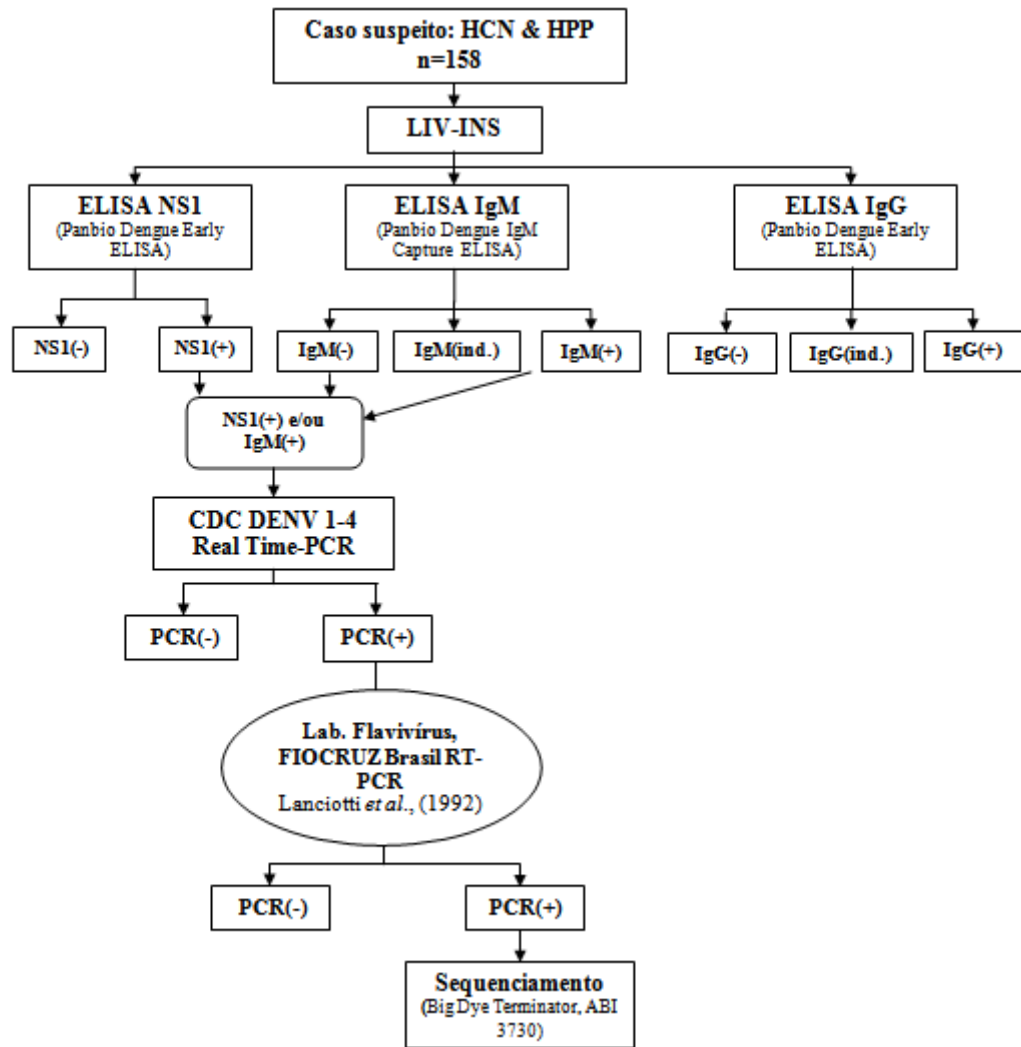 Caso suspeito: HCN & HPP
n=158
LIV-INS
ELISA NS1
(Panbio Dengue Early
ELISA)
ELISA IgM
(Panbio Dengue IgM
Capture ELISA)
ELISA IgG
(Panbio Dengue Early
ELISA)
NS1(-)
NS1(+)
IgM(-)
IgM(ind.)
IgM(+)
IgG(-)
IgG(ind.)
IgG(+)
NS1(+) e/ou
IgM(+)
CDC DENV 1-4
Real Time-PCR
PCR(-)
PCR(+)
Lab. Flavivírus,
FIOCRUZ Brasil RT-
PCR
Lanciotti et al., (1992)
PCR(-)
PCR(+)
Sequenciamento
(Big Dye Terminator, ABI
3730)